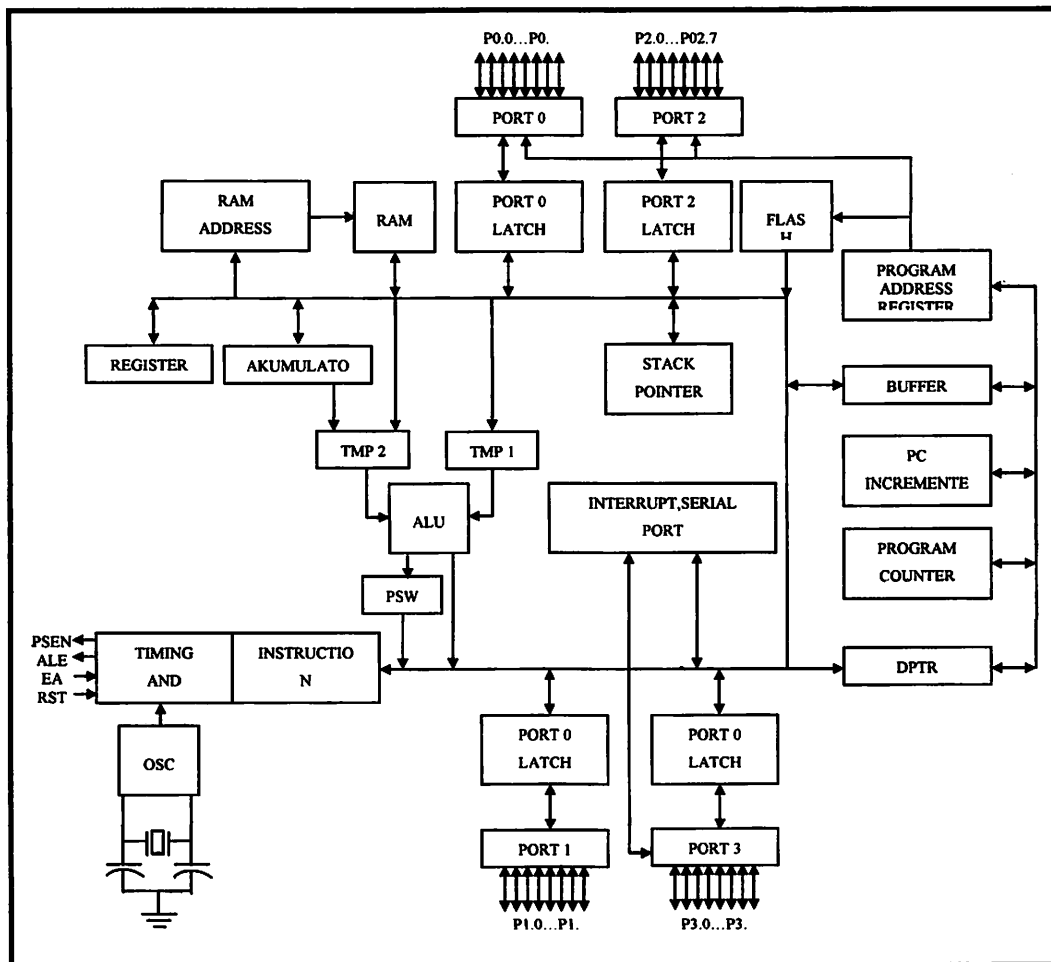 P0.0...P0.
P2.0...P02.7
PORT 0
PORT 2
RAM
ADDRESS
RAM
PORT 0
LATCH
PORT 2
LATCH
FLAS
H
PROGRAM
ADDRESS
REGISTER
REGISTER
AKUMULATO
STACK
POINTER
BUFFER
TMP 2
TMP 1
PC
INCREMENTE
ALU
INTERRUPT,SERIAL
PORT
PROGRAM
COUNTER
PSW
PSEN
ALE
EA
RST
TIMING
AND
INSTRUCTIO
N
DPTR
OSC
PORT 0
LATCH
PORT 0
LATCH
PORT 1
PORT 3
P1.0...P1.
P3.0...P3.